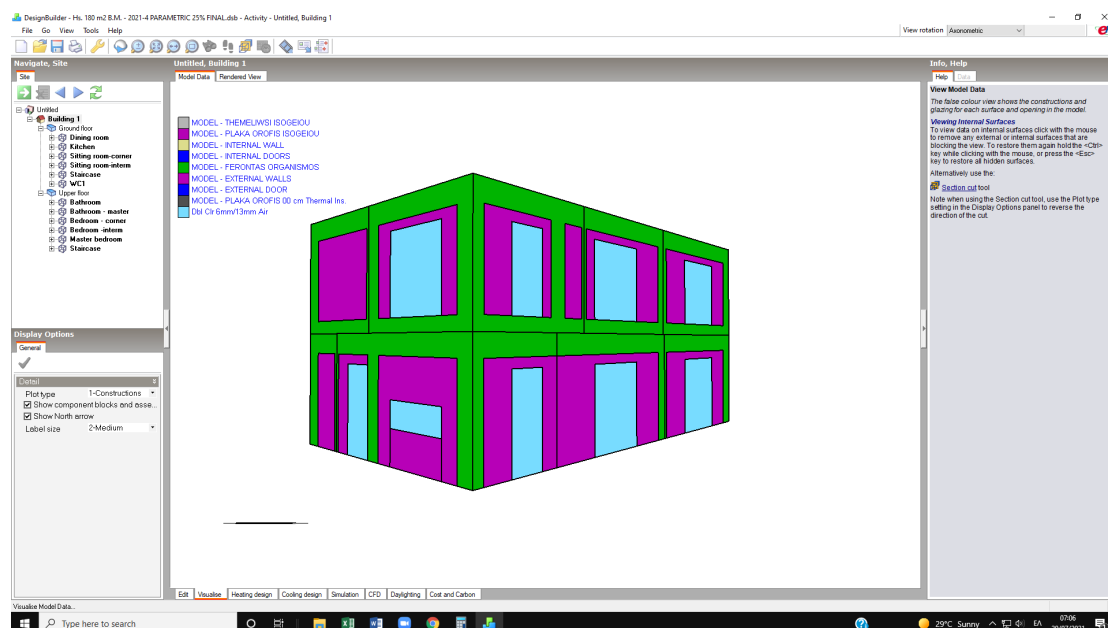 DesignBuilder - Hs. 180 m2 B.M. - 2021-4 PARAMETRIC 25% FINAL.dsb - Activity - Untitled, Building 1
File Go View Tools Help
View rotation Axonometric
Navigate, Site
Site
Untitled
Building 1
Ground floor
Dining room
Kitchen
Sitting room-corner
Sitting room-interm
Staircase
WC1
Upper floor
Bathroom
Bathroom - master
Bedroom - corner
Bedroom -interm
Master bedroom
Staircase
Display Options
General
Detail
Plot type 1-Constructions
Show component blocks and asse...
Show North arrow
Label size 2-Medium
Untitled, Building 1
Model Data Rendered View
MODEL - THEMELIWSI ISOGEIOU
MODEL - PLAKA OROFIS ISOGEIOU
MODEL - INTERNAL WALL
MODEL - INTERNAL DOORS
MODEL - FERONTAS ORGANISMOS
MODEL - EXTERNAL WALLS
MODEL - EXTERNAL DOOR
MODEL - PLAKA OROFIS 00 cm Thermal Ins.
Dbl Clr 6mm/13mm Air
Edit Visualise Heating design Cooling design Simulation CFD Daylighting Cost and Carbon
Info, Help
Help Data
View Model Data
The false colour view shows the constructions and
glazing for each surface and opening in the model.
Viewing Internal Surfaces
To view data on internal surfaces click with the mouse
to remove any external or internal surfaces that are
blocking the view. To restore them again hold the <Ctrl>
key while clicking with the mouse, or press the <Esc>
key to restore all hidden surfaces.
Alternatively use the:
Section cut tool
Note when using the Section cut tool, use the Plot type
setting in the Display Options panel to reverse the
direction of the cut.
Visualise Model Data...
Type here to search
29°C Sunny
ΕΛ
07:06
20/07/2021